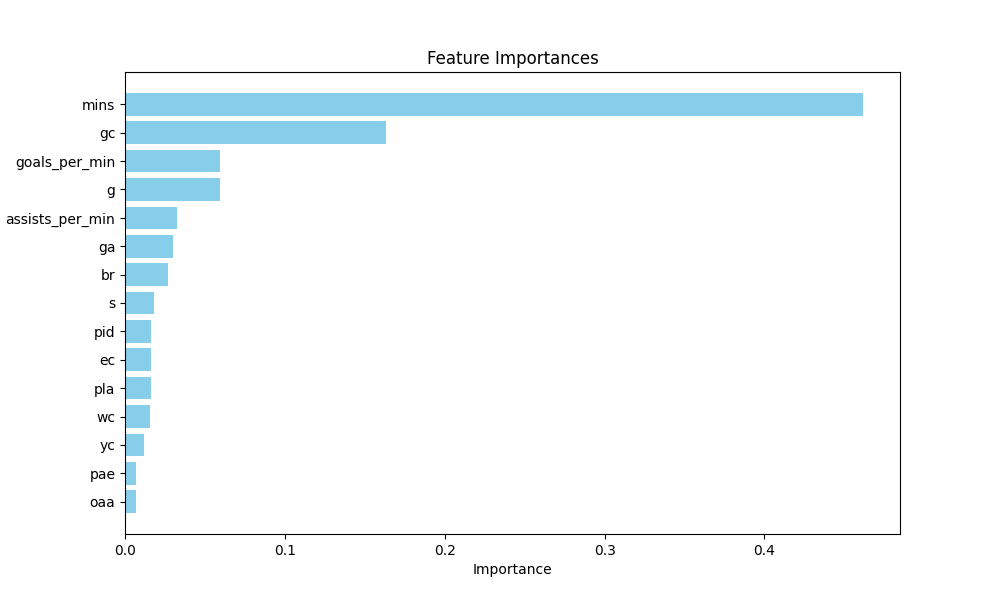 Feature Importances
mins
gc
goals_per_min
g
assists_per_min
ga
br
s
pid
ec
pla
wc
yc
pae
oaa
0.0 0.1 0.2 0.3 0.4
Importance